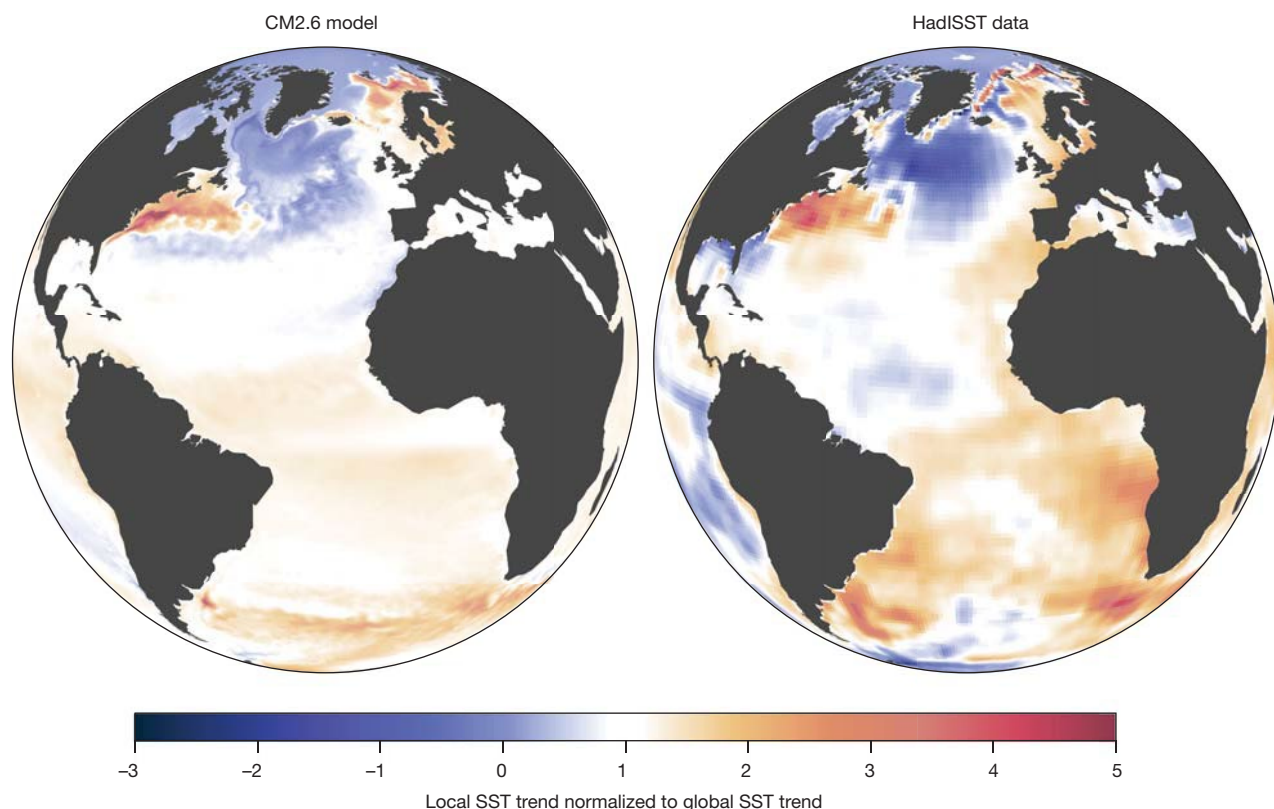 CM2.6 model
HadISST data
–3 –2 –1 0 1 2 3 4 5
Local SST trend normalized to global SST trend